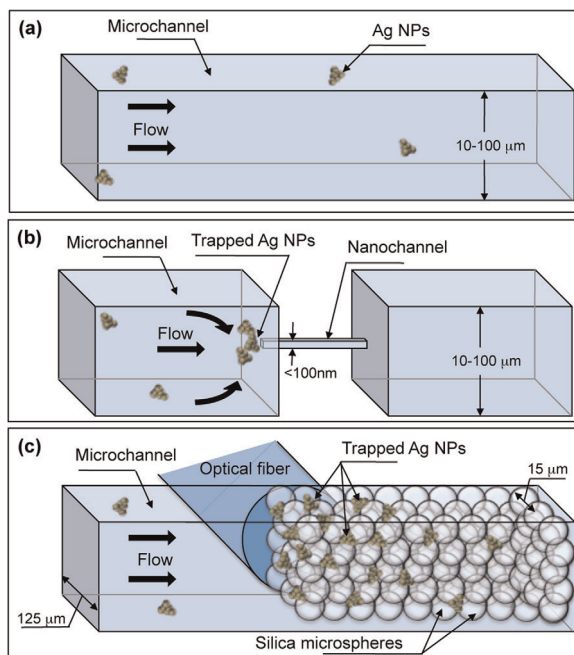 (a)
Microchannel
Ag NPs
Flow
10-100 μm
(b)
Microchannel
Trapped Ag NPs
Nanochannel
Flow
<100nm
10-100 μm
(c)
Microchannel
Optical fiber
Trapped Ag NPs
15 μm
Flow
125 μm
Silica microspheres